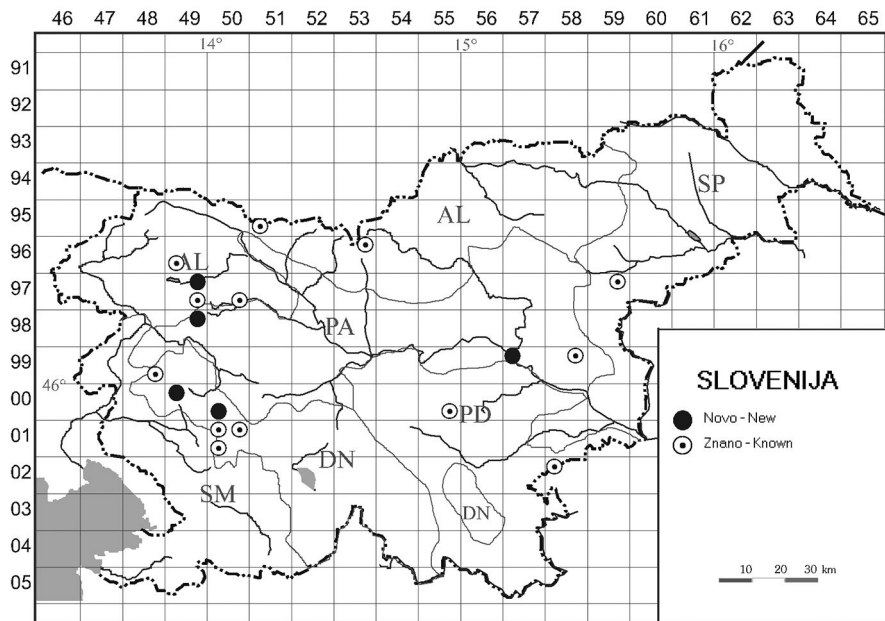 46 47 48 49 50 51 52 53 54 55 56 57 58 59 60 61 62 63 64 65
14° 15° 16°
91
92
93
94
95
96
97
98
99
46°
00
01
02
03
04
05
SP
AL
AL
PA
PD
DN
SM
DN
SLOVENIJA
Novo - New
Znano - Known
10 20 30 km